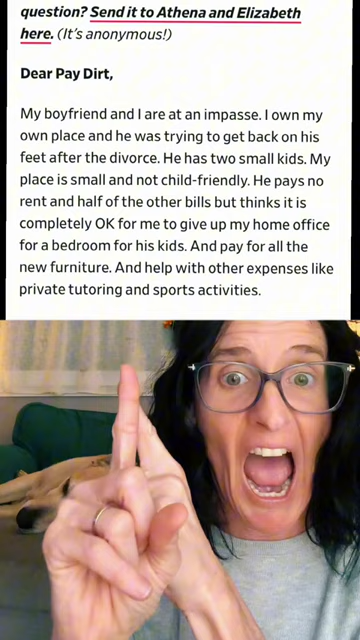 question? Send it to Athena and Elizabeth
here. (It's anonymous!)
Dear Pay Dirt,
My boyfriend and I are at an impasse. I own my
own place and he was trying to get back on his
feet after the divorce. He has two small kids. My
place is small and not child-friendly. He pays no
rent and half of the other bills but thinks it is
completely OK for me to give up my home office
for a bedroom for his kids. And pay for all the
new furniture. And help with other expenses like
private tutoring and sports activities.